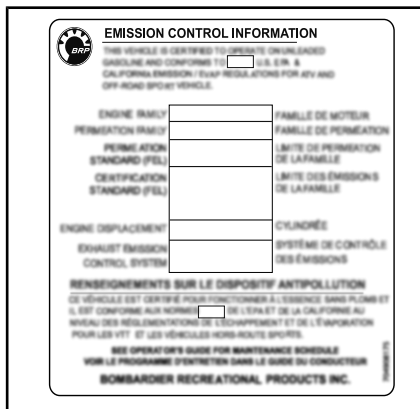 EMISSION CONTROL INFORMATION
BRP
THIS VEHICLE IS CERTIFIED TO OPERATE ON UNLEADED
GASOLINE AND CONFORMS TO U.S. EPA &
CALIFORNIA EMISSION / EVAP REGULATIONS FOR ATV AND
OFF-ROAD SPORT VEHICLE.
ENGINE FAMILY FAMILLE DE MOTEUR
PERMEATION FAMILY FAMILLE DE PERMÉATION
PERMEATION LIMITE DE PERMEATION
STANDARD (FEL) DE LA FAMILLE
CERTIFICATION LIMITE DES ÉMISSIONS
STANDARD (FEL) DE LA FAMILLE
ENGINE DISPLACEMENT CYLINDRÉE
EXHAUST EMISSION SYSTÈME DE CONTRÔLE
CONTROL SYSTEM DES ÉMISSIONS
RENSEIGNEMENTS SUR LE DISPOSITIF ANTIPOLLUTION
CE VÉHICULE EST CERTIFIÉ POUR FONCTIONNER À L'ESSENCE SANS PLOMB ET
IL EST CONFORME AUX NORMES DE L'EPA ET DE LA CALIFORNIE AU
NIVEAU DES RÉGLEMENTATIONS DE L'ÉCHAPPEMENT ET DE L'ÉVAPORATION
POUR LES VTT ET LES VÉHICULES HORS-ROUTE SPORTS.
SEE OPERATOR'S GUIDE FOR MAINTENANCE SCHEDULE
VOIR LE PROGRAMME D'ENTRETIEN DANS LE GUIDE DU CONDUCTEUR
BOMBARDIER RECREATIONAL PRODUCTS INC.